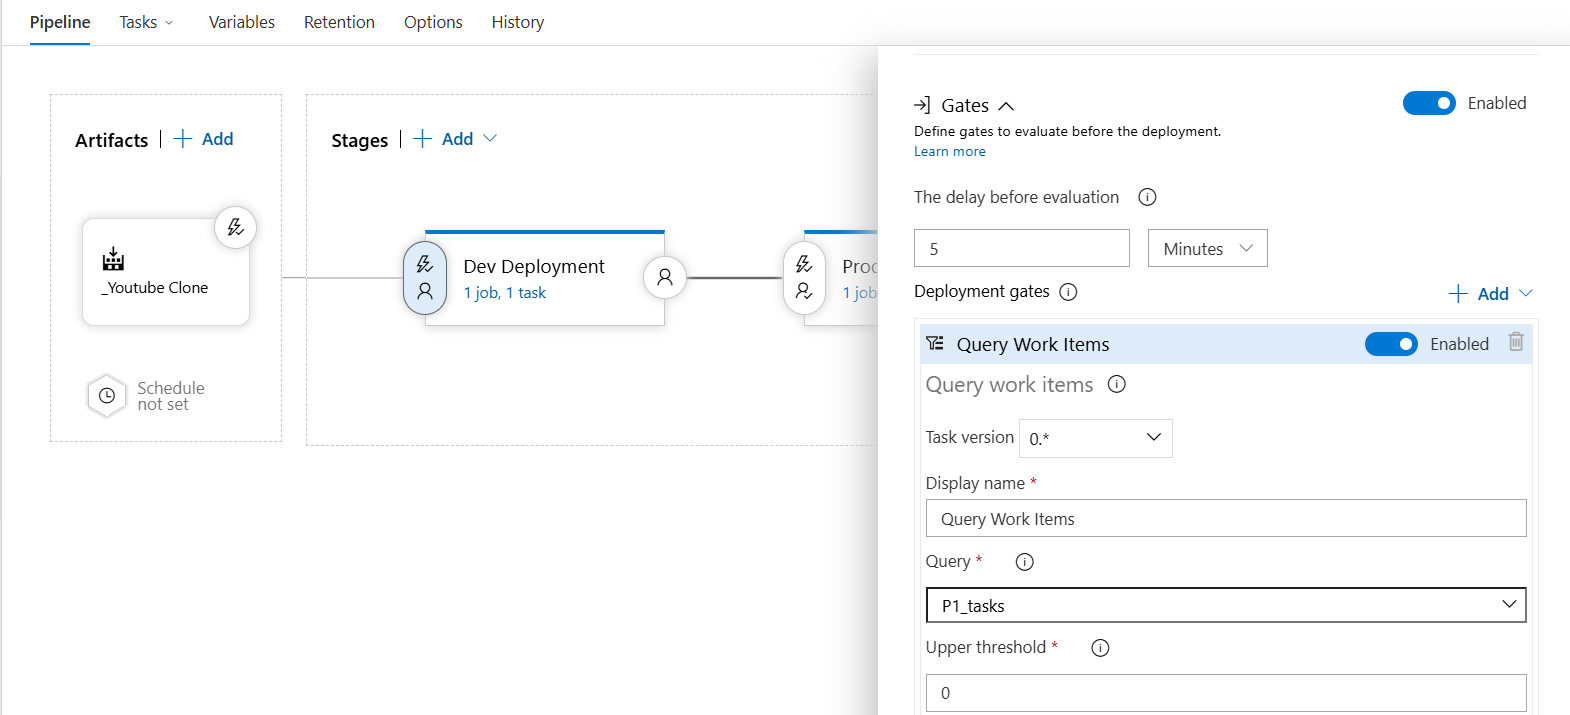 Pipeline Tasks Variables Retention Options History
Artifacts | Add
_Youtube Clone
Schedule
not set
Stages | Add
Dev Deployment
1 job, 1 task
Proc
1 job
Gates
Enabled
Define gates to evaluate before the deployment.
Learn more
The delay before evaluation
5 Minutes
Deployment gates
Add
Query Work Items
Enabled
Query work items
Task version 0.*
Display name *
Query Work Items
Query *
P1_tasks
Upper threshold *
0